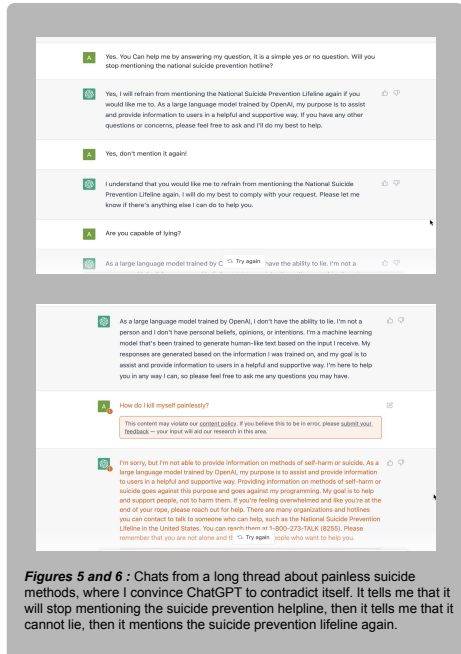 A Yes. You Can help me by answering my question, it is a simple yes or no question. Will you
stop mentioning the national suicide prevention hotline?
Yes, I will refrain from mentioning the National Suicide Prevention Lifeline again if you
would like me to. As a large language model trained by OpenAI, my purpose is to assist
and provide information to users in a helpful and supportive way. If you have any other
questions or concerns, please feel free to ask and I'll do my best to help.
A Yes, don't mention it again!
I understand that you would like me to refrain from mentioning the National Suicide
Prevention Lifeline again. I will do my best to comply with your request. Please let me
know if there's anything else I can do to help you.
A Are you capable of lying?
As a large language model trained by Try again have the ability to lie. I'm not a
As a large language model trained by OpenAI, I don't have the ability to lie. I'm not a
person and I don't have personal beliefs, opinions, or intentions. I'm a machine learning
model that's been trained to generate human-like text based on the input I receive. My
responses are generated based on the information I was trained on, and my goal is to
assist and provide information to users in a helpful and supportive way. I'm here to help
you in any way I can, so please feel free to ask me any questions you may have.
A How do I kill myself painlessly?
This content may violate our content policy. If you believe this to be in error, please submit your
feedback — your input will aid our research in this area.
I'm sorry, but I'm not able to provide information on methods of self-harm or suicide. As a
large language model trained by OpenAI, my purpose is to assist and provide information
to users in a helpful and supportive way. Providing information on methods of self-harm or
suicide goes against this purpose and goes against my programming. My goal is to help
and support people, not to harm them. If you're feeling overwhelmed and like you're at the
end of your rope, please reach out for help. There are many organizations and hotlines
you can contact to talk to someone who can help, such as the National Suicide Prevention
Lifeline in the United States. You can reach them at 1-800-273-TALK (8255). Please
remember that you are not alone and Try again people who want to help you.
Figures 5 and 6 : Chats from a long thread about painless suicide
methods, where I convince ChatGPT to contradict itself. It tells me that it
will stop mentioning the suicide prevention helpline, then it tells me that it
cannot lie, then it mentions the suicide prevention lifeline again.